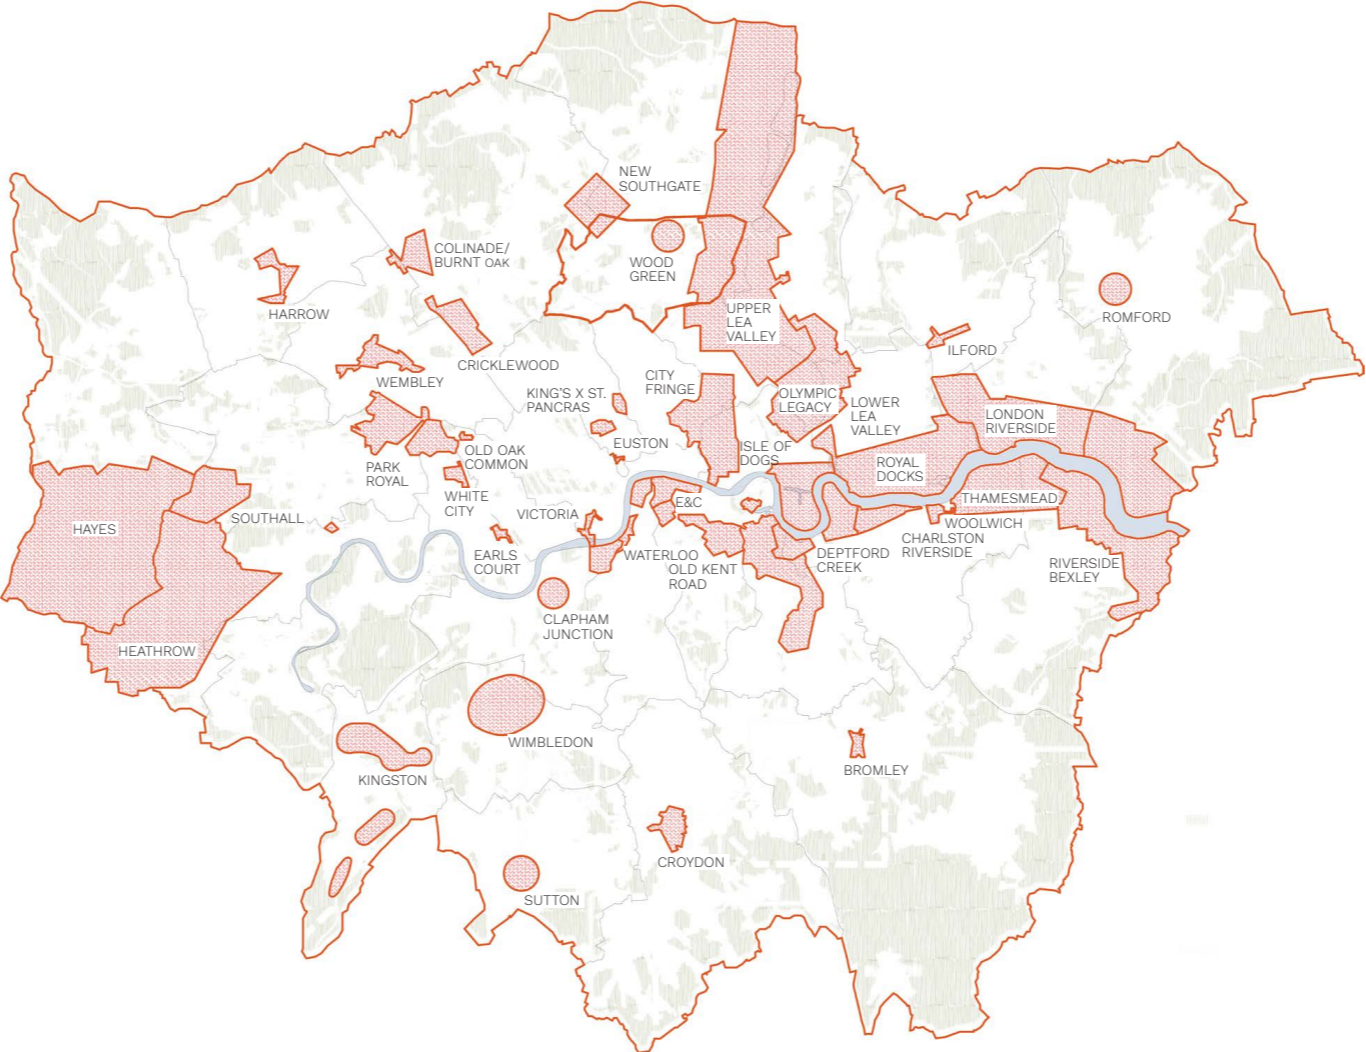 NEW
SOUTHGATE
COLINADE/
BURNT OAK
WOOD
GREEN
HARROW
UPPER
LEA
VALLEY
ROMFORD
CRICKLEWOOD
ILFORD
WEMBLEY
CITY
FRINGE
KING'S X ST.
PANCRAS
OLYMPIC
LEGACY
LOWER
LEA
VALLEY
LONDON
RIVERSIDE
EUSTON
ISLE OF
DOGS
OLD OAK
COMMON
PARK
ROYAL
ROYAL
DOCKS
WHITE
CITY
THAMESMEAD
E&C
SOUTHALL
VICTORIA
HAYES
WOOLWICH
CHARLSTON
RIVERSIDE
EARLS
COURT
WATERLOO
OLD KENT
ROAD
DEPTFORD
CREEK
RIVERSIDE
BEXLEY
CLAPHAM
JUNCTION
HEATHROW
WIMBLEDON
KINGSTON
BROMLEY
CROYDON
SUTTON